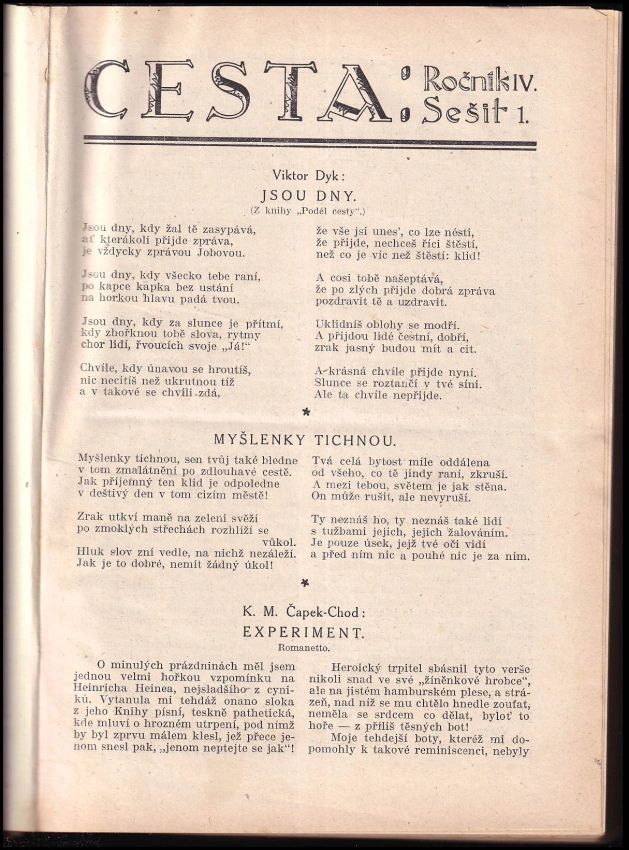 CESTA:
Ročník IV.
Sešit 1.
Viktor Dyk:
JSOU DNY.
(Z knihy „Podél cesty“.)
Jsou dny, kdy žal tě zasypává,
ať kterákoli přijde zpráva,
je vždycky zprávou Jobovou.
Jsou dny, kdy všecko tebe raní,
po kapce kapka bez ustání
na horkou hlavu padá tvou.
Jsou dny, kdy za slunce je přítmí,
kdy zhořknou tobě slova, rytmy
chor lidí, řvoucích svoje „Já!“
Chvíle, kdy únavou se hroutíš,
nic necítíš než ukrutnou tíž
a v takové se chvíli zdá,
že vše jsi unes’, co lze nésti,
že přijde, nechceš říci štěstí,
než co je víc než štěstí: klid!
A cosi tobě našeptává,
že po zlých přijde dobrá zpráva
pozdravit tě a uzdravit.
Uklidníš oblohy se modří.
A přijdou lidé čestní, dobří,
zrak jasný budou mít a cit.
A krásná chvíle přijde nyní.
Slunce se roztančí v tvé síni.
Ale ta chvíle nepřijde.
*
MYŠLENKY TICHNOU.
Myšlenky tichnou, sen tvůj také bledne
v tom zmalátnění po zdlouhavé cestě.
Jak příjemný ten klid je odpoledne
v deštivý den v tom cizím městě!
Zrak utkví maně na zeleni svěží
po zmoklých střechách rozhlíží se
vůkol.
Hluk slov zní vedle, na nichž nezáleží.
Jak je to dobré, nemít žádný úkol!
Tvá celá bytost míle oddálena
od všeho, co tě jindy raní, zkruší.
A mezi tebou, světem je jak stěna.
On může rušit, ale nevyruší.
Ty neznáš ho, ty neznáš také lidí
s tužbami jejich, jejich žalováním.
Je pouze úsek, jejž tvé oči vidí
a před ním nic a pouhé nic je za ním.
*
K. M. Čapek-Chod:
EXPERIMENT.
Romanetto.
O minulých prázdninách měl jsem
jednou velmi hořkou vzpomínku na
Heinricha Heinea, nejsladšího z cyni-
ků. Vytanula mi tehdáž onano sloka
z jeho Knihy písní, teskně pathetická,
kde mluví o hrozném utrpení, pod nímž
by byl zprvu málem klesl, jež přece je-
nom snesl pak, „jenom neptejte se jak“!
Heroický trpitel sbásnil tyto verše
nikoli snad ve své „žíněnkové hrobce“,
ale na jistém hamburském plese, a strá-
zeň, nad níž se mu chtělo hnedle zoufat,
neměla se srdcem co dělat, byloť to
hoře — z příliš těsných bot!
Moje tehdejší boty, kteréž mi do-
pomohly k takové reminiscenci, nebyly